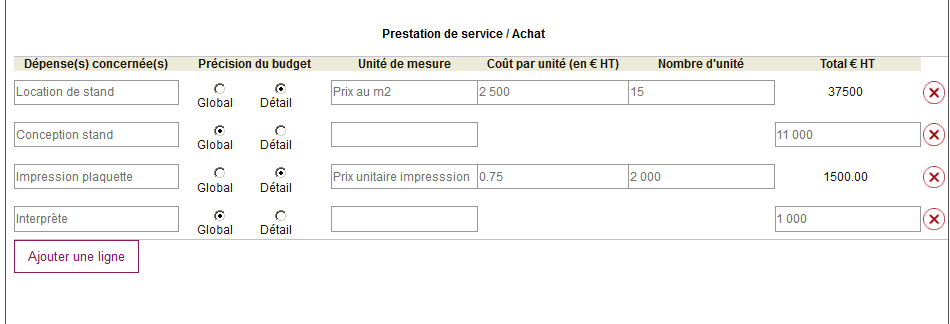 Prestation de service / Achat
Dépense(s) concernée(s) Précision du budget Unité de mesure Coût par unité (en € HT) Nombre d'unité Total € HT
Location de stand Global Détail Prix au m2 2 500 15 37500
Conception stand Global Détail 11 000
Impression plaquette Global Détail Prix unitaire impresssion 0.75 2 000 1500.00
Interprète Global Détail 1 000
Ajouter une ligne